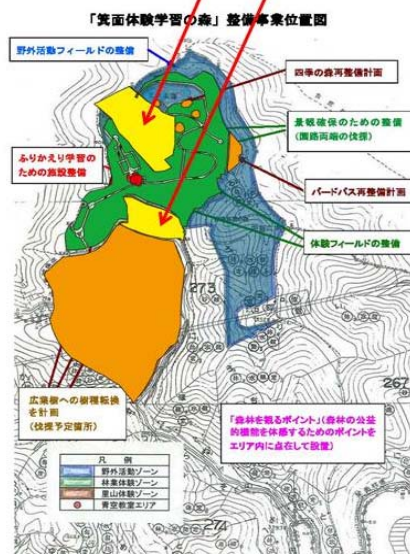 「箕面体験学習の森」整備事業位置図
野外活動フィールドの整備
四季の森再整備計画
景観確保のための整備
(園路両端の伐採)
ふりかえり学習の
ための施設整備
バードバス再整備計画
体験フィールドの整備
273
267
広葉樹への樹種転換
を計画
(伐採予定箇所)
「森林を観るポイント」(森林の公益
的機能を体感するためのポイントを
エリア内に点在して設置)
凡 例
野外活動ゾーン
林業体験ゾーン
里山体験ゾーン
青空教室エリア
274